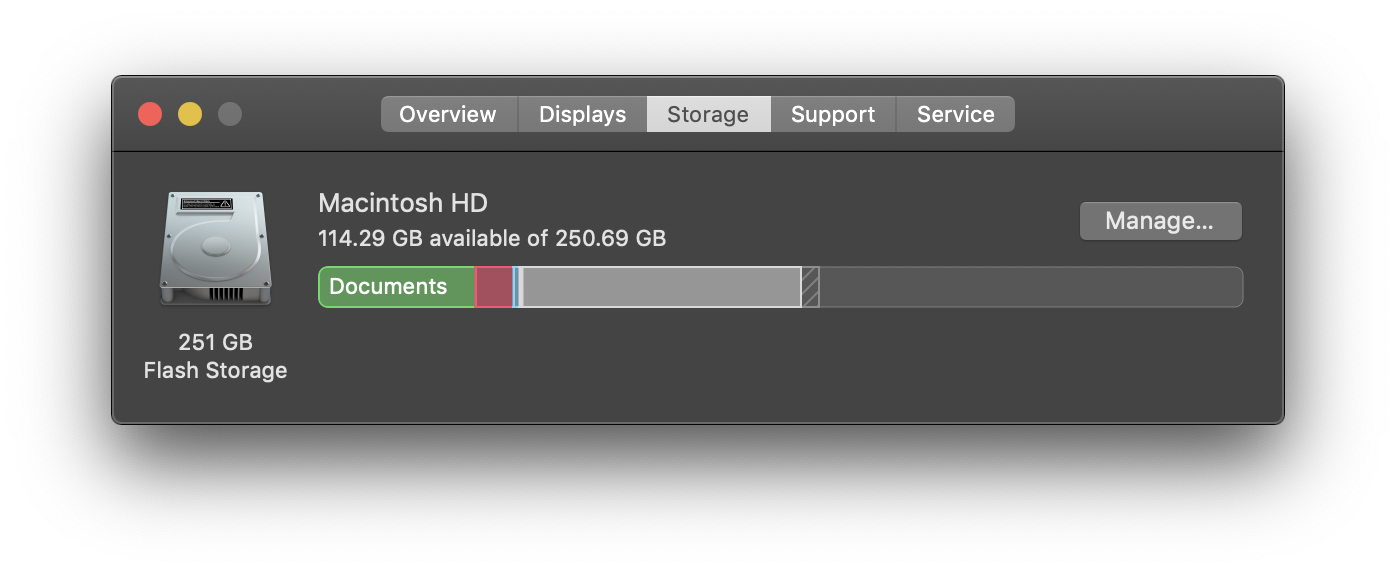 Overview Displays Storage Support Service
Macintosh HD
114.29 GB available of 250.69 GB
Manage...
Documents
251 GB
Flash Storage